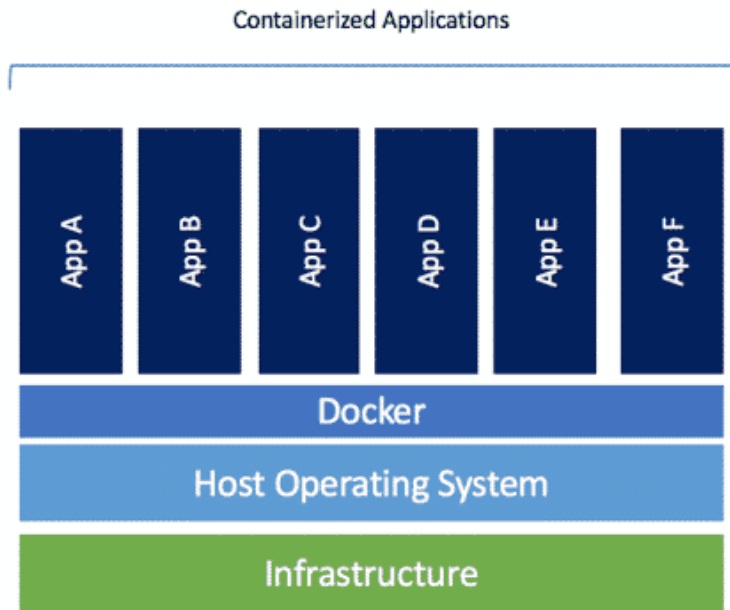 Containerized Applications
App A
App B
App C
App D
App E
App F
Docker
Host Operating System
Infrastructure